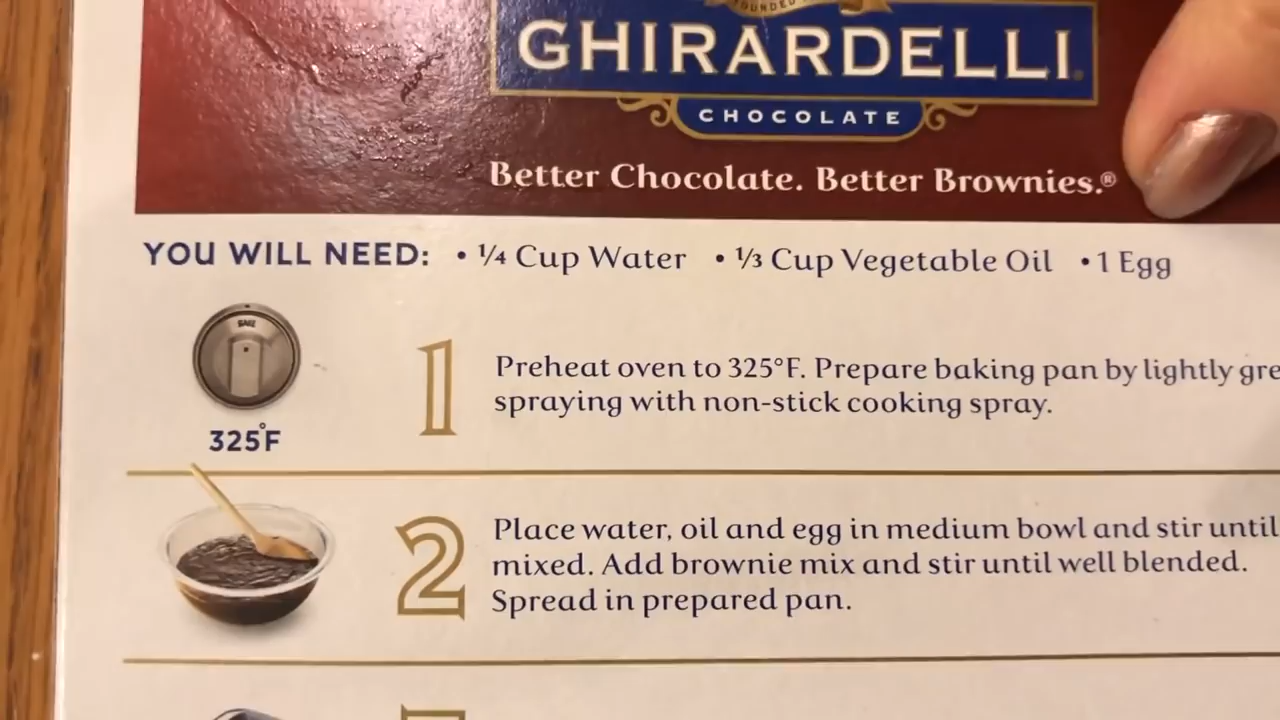 GHIRARDELLI
CHOCOLATE
Better Chocolate. Better Brownies.®
YOU WILL NEED: • ¼ Cup Water • ⅓ Cup Vegetable Oil • 1 Egg
BAKE
325°F
1
Preheat oven to 325°F. Prepare baking pan by lightly
spraying with non-stick cooking spray.
2
Place water, oil and egg in medium bowl and stir until
mixed. Add brownie mix and stir until well blended.
Spread in prepared pan.